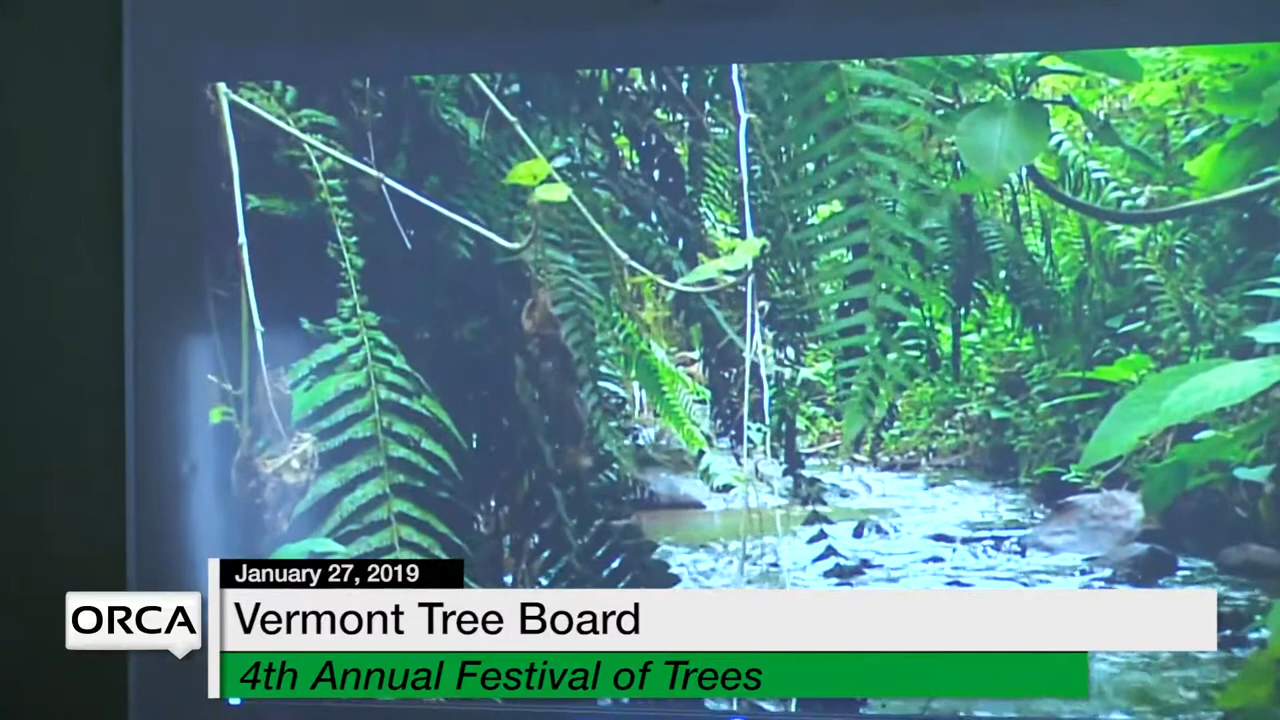 January 27, 2019
ORCA
Vermont Tree Board
4th Annual Festival of Trees